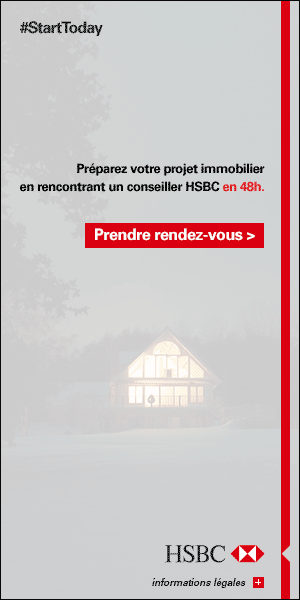 #StartToday
Préparez votre projet immobilier
en rencontrant un conseiller HSBC en 48h.
Prendre rendez-vous >
HSBC
informations légales +